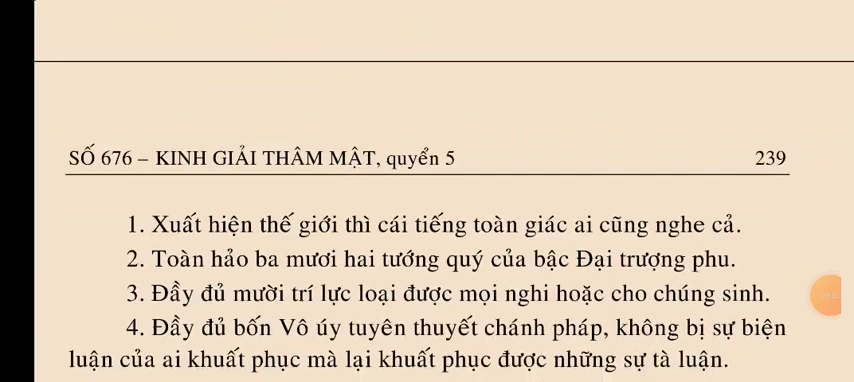 SỐ 676 – KINH GIẢI THÂM MẬT, quyển 5 239
1. Xuất hiện thế giới thì cái tiếng toàn giác ai cũng nghe cả.
2. Toàn hảo ba mươi hai tướng quý của bậc Đại trượng phu.
3. Đầy đủ mười trí lực loại được mọi nghi hoặc cho chúng sinh.
4. Đầy đủ bốn Vô úy tuyên thuyết chánh pháp, không bị sự biện
luận của ai khuất phục mà lại khuất phục được những sự tà luận.